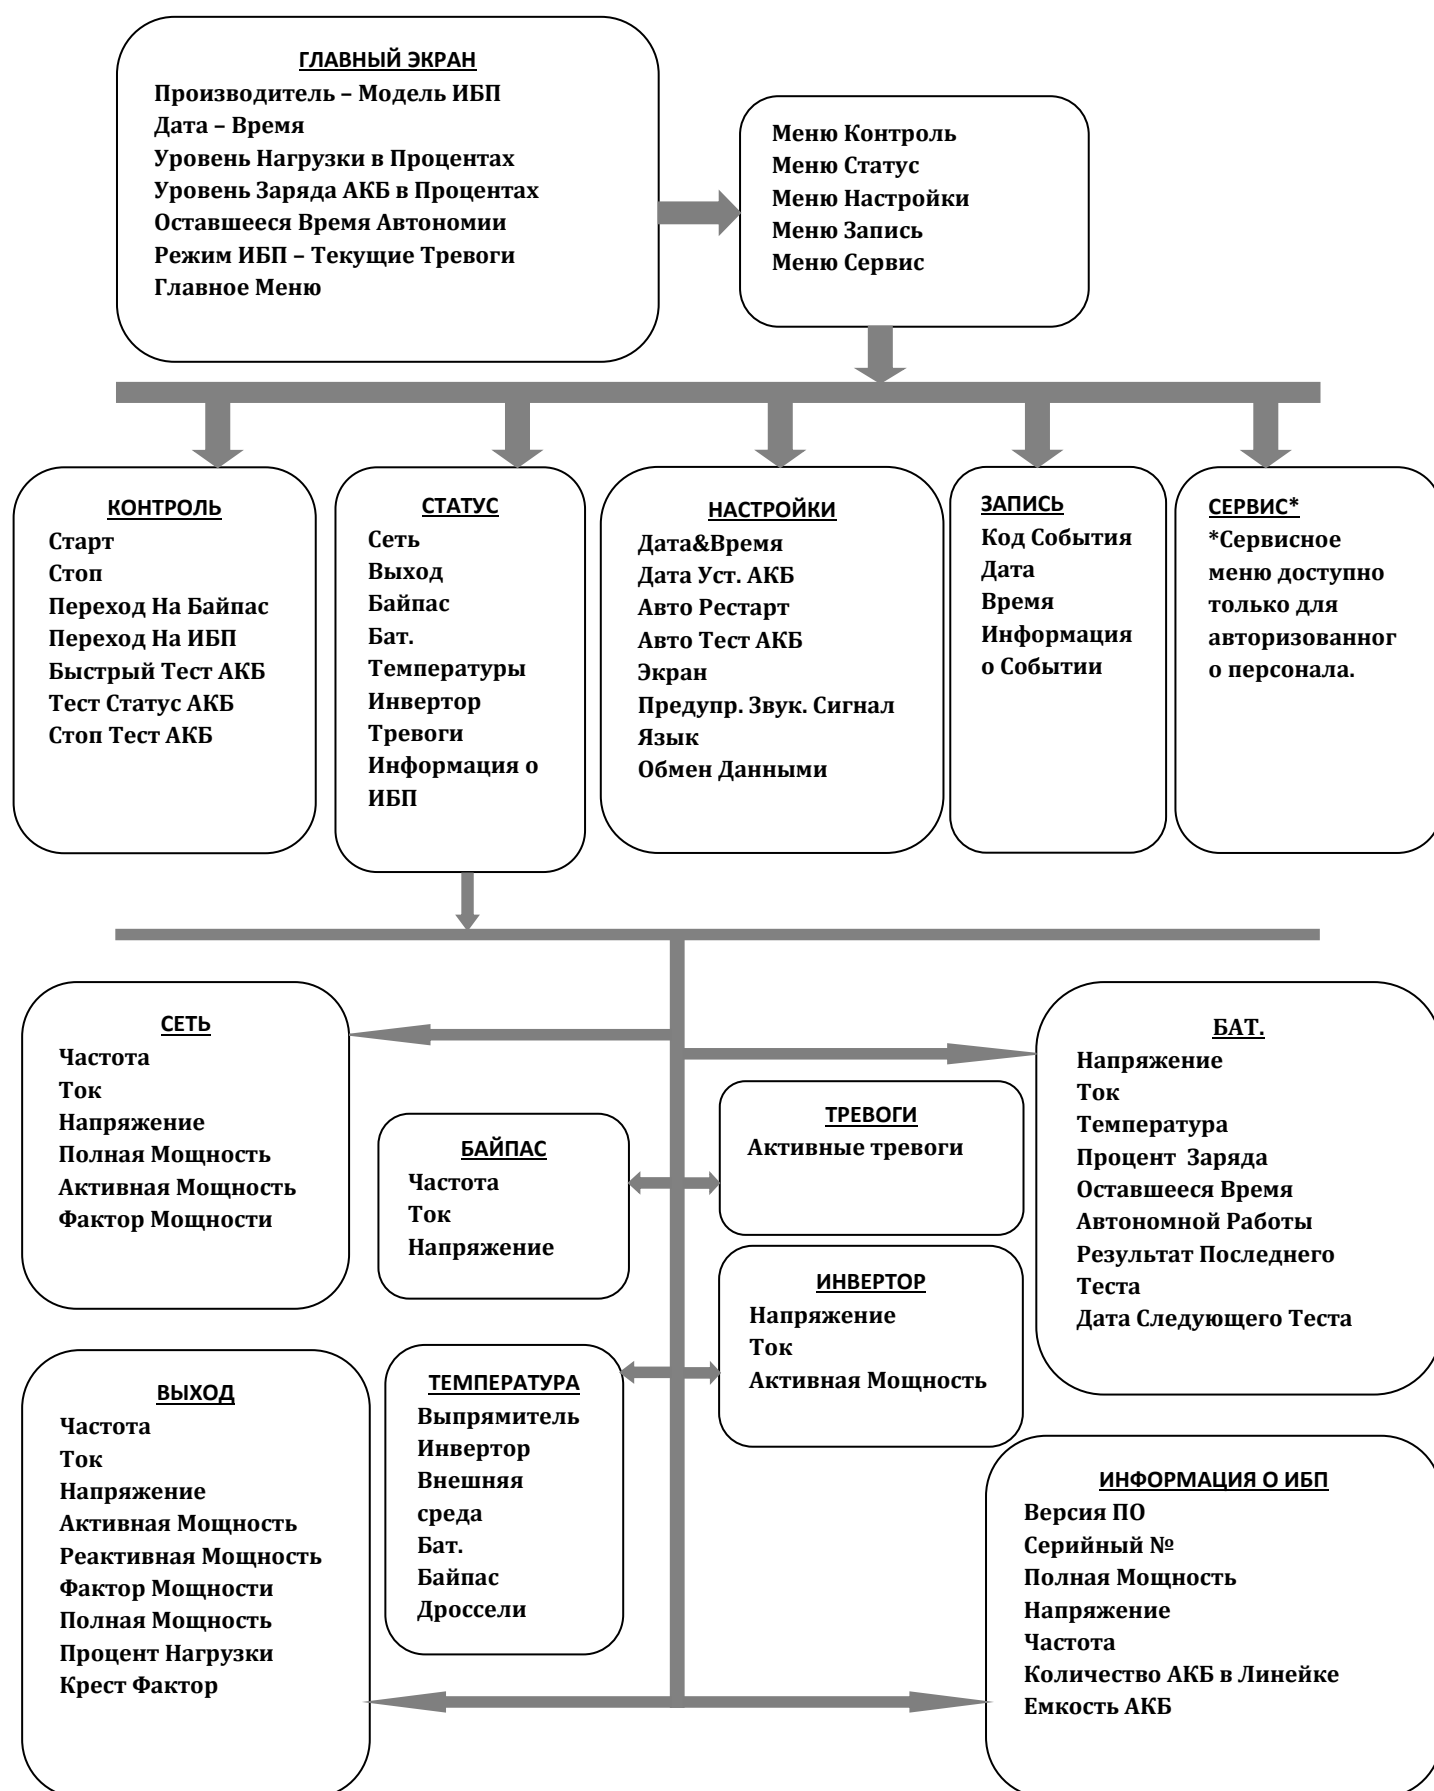 ГЛАВНЫЙ ЭКРАН
Производитель – Модель ИБП
Дата – Время
Уровень Нагрузки в Процентах
Уровень Заряда АКБ в Процентах
Оставшееся Время Автономии
Режим ИБП – Текущие Тревоги
Главное Меню
Меню Контроль
Меню Статус
Меню Настройки
Меню Запись
Меню Сервис
КОНТРОЛЬ
Старт
Стоп
Переход На Байпас
Переход На ИБП
Быстрый Тест АКБ
Тест Статус АКБ
Стоп Тест АКБ
СТАТУС
Сеть
Выход
Байпас
Бат.
Температуры
Инвертор
Тревоги
Информация о
ИБП
НАСТРОЙКИ
Дата&Время
Дата Уст. АКБ
Авто Рестарт
Авто Тест АКБ
Экран
Предупр. Звук. Сигнал
Язык
Обмен Данными
ЗАПИСЬ
Код События
Дата
Время
Информация
о Событии
СЕРВИС*
*Сервисное
меню доступно
только для
авторизованног
о персонала.
СЕТЬ
Частота
Ток
Напряжение
Полная Мощность
Активная Мощность
Фактор Мощности
БАЙПАС
Частота
Ток
Напряжение
ТРЕВОГИ
Активные тревоги
БАТ.
Напряжение
Ток
Температура
Процент  Заряда
Оставшееся Время
Автономной Работы
Результат Последнего
Теста
Дата Следующего Теста
ИНВЕРТОР
Напряжение
Ток
Активная Мощность
ВЫХОД
Частота
Ток
Напряжение
Активная Мощность
Реактивная Мощность
Фактор Мощности
Полная Мощность
Процент Нагрузки
Крест Фактор
ТЕМПЕРАТУРА
Выпрямитель
Инвертор
Внешняя
среда
Бат.
Байпас
Дроссели
ИНФОРМАЦИЯ О ИБП
Версия ПО
Серийный №
Полная Мощность
Напряжение
Частота
Количество АКБ в Линейке
Емкость АКБ